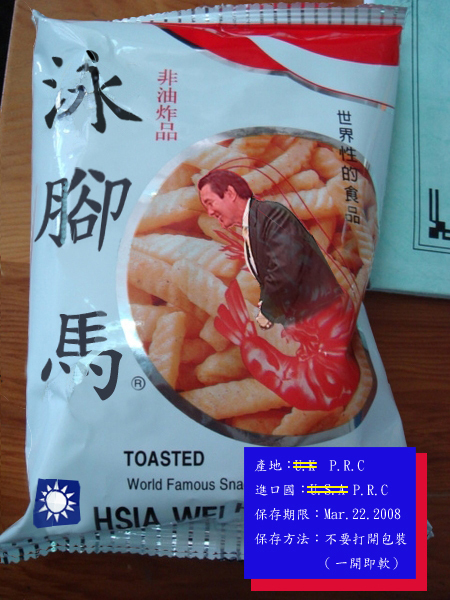 泳腳馬
非油炸品
世界性的食品
®
TOASTED
World Famous Sna
HSIA WEI
產地：U.K P.R.C
進口國：U.S.A P.R.C
保存期限：Mar.22.2008
保存方法：不要打開包裝
(一開即軟)